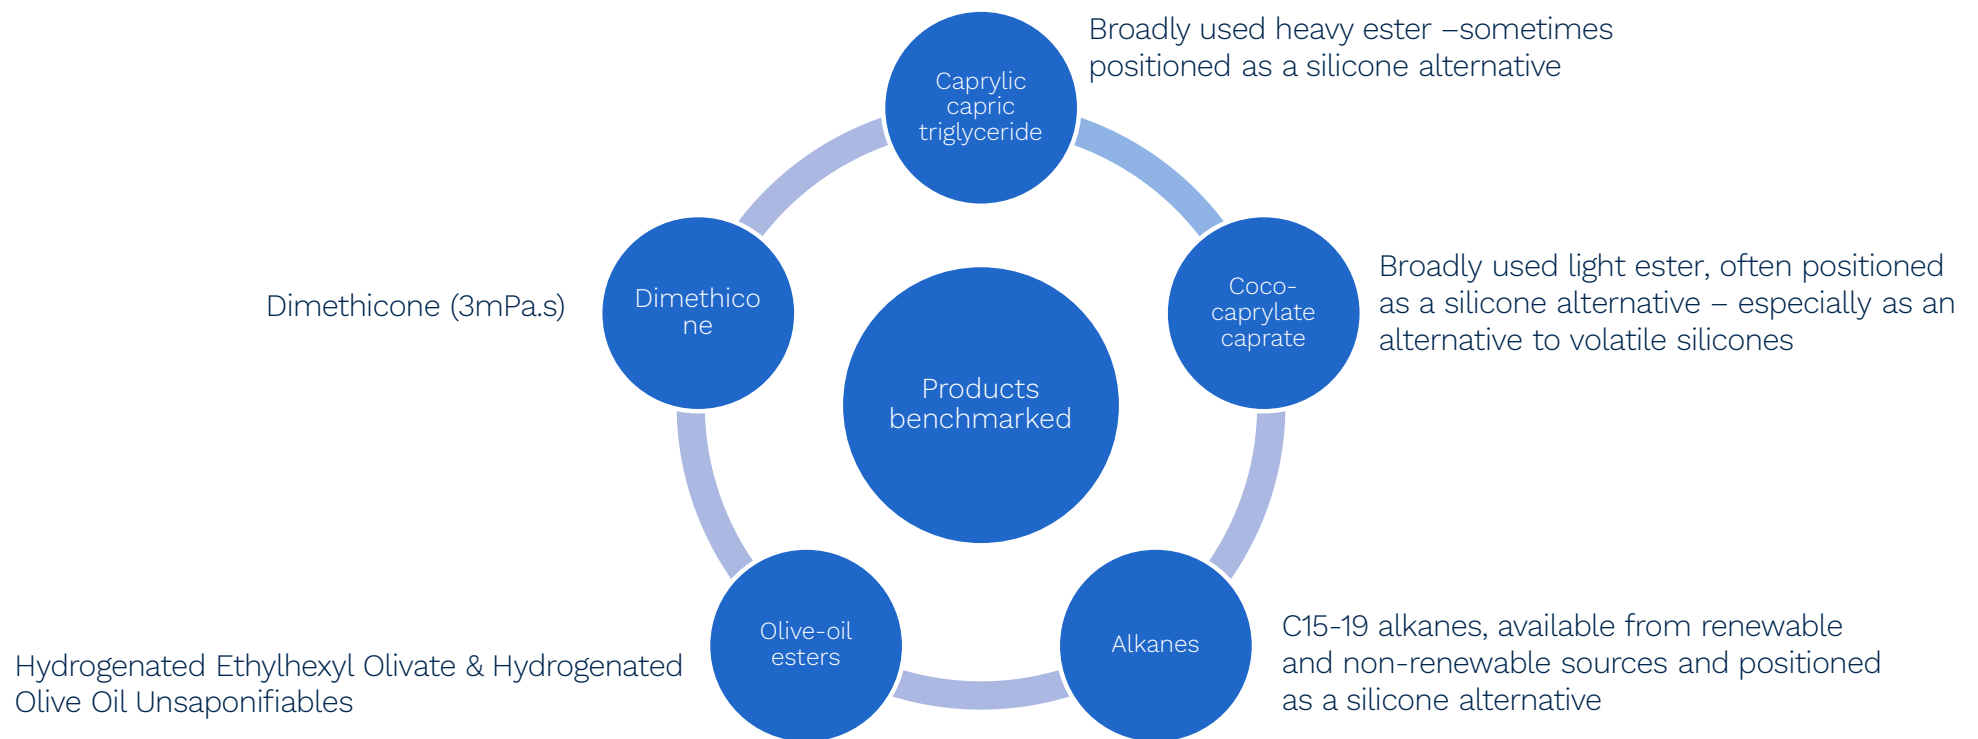 Broadly used heavy ester –sometimes
positioned as a silicone alternative
Caprylic
capric
triglyceride
Broadly used light ester, often positioned
as a silicone alternative – especially as an
alternative to volatile silicones
Coco-
caprylate
caprate
Dimethicone (3mPa.s)
Dimethico
ne
Products
benchmarked
Olive-oil
esters
Alkanes
C15-19 alkanes, available from renewable
and non-renewable sources and positioned
as a silicone alternative
Hydrogenated Ethylhexyl Olivate & Hydrogenated
Olive Oil Unsaponifiables